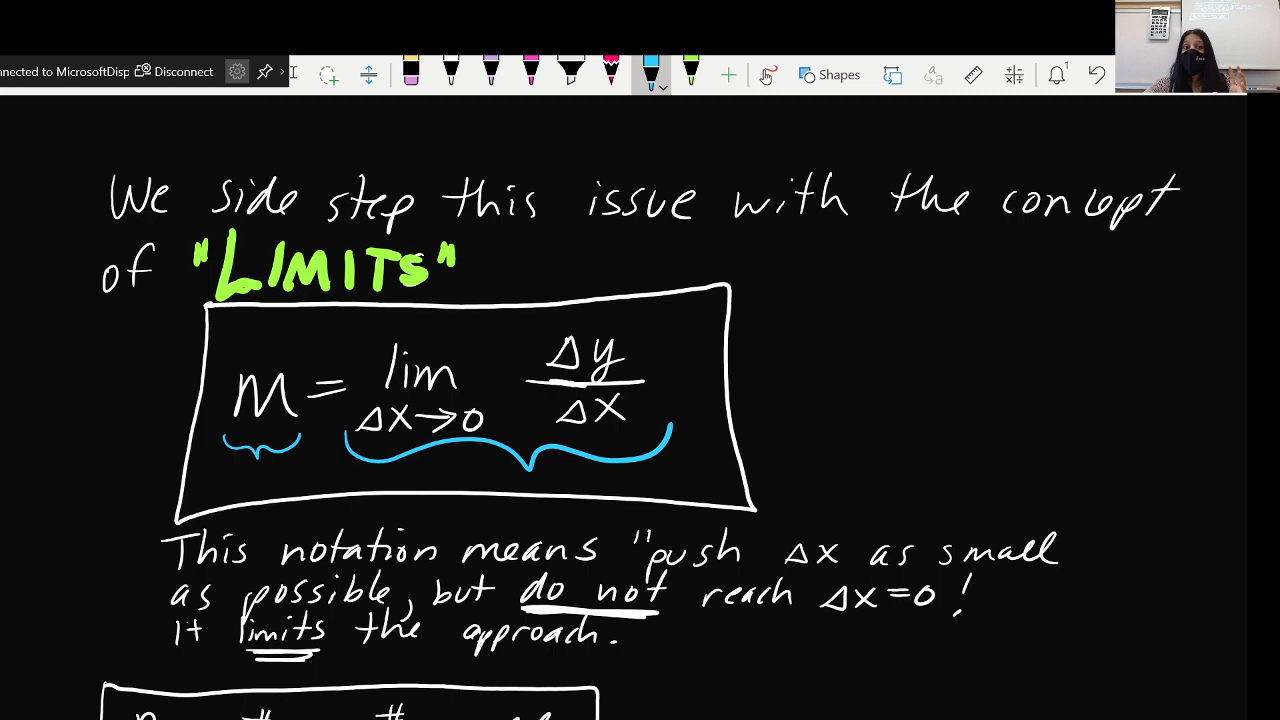 nnected to MicrosoftDisp Disconnect
Shapes
We side step this issue with the concept
of "LIMITS"
m = lim Δy
Δx→0 Δx
This notation means "push Δx as small
as possible, but do not reach Δx=0!
It limits the approach.